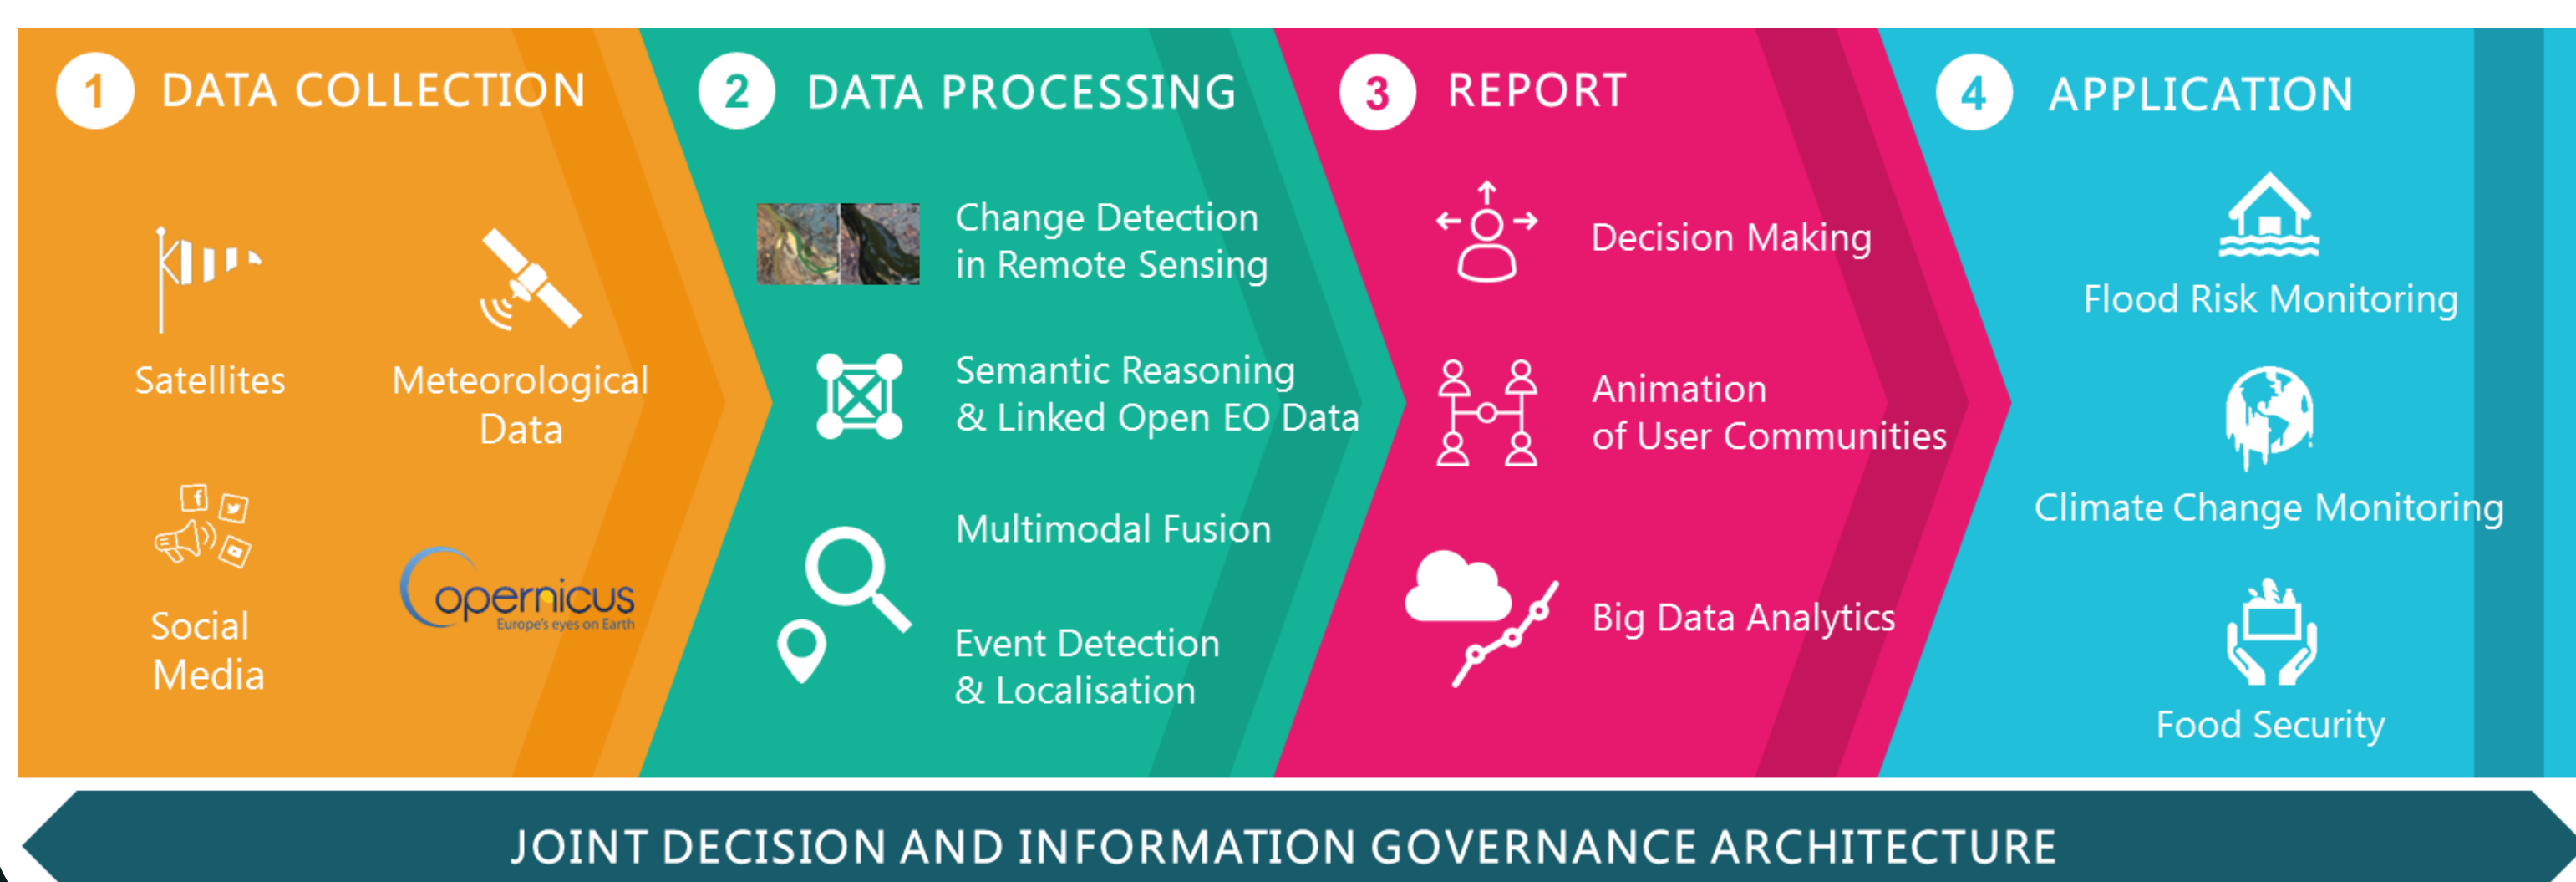 1 DATA COLLECTION
Satellites
Meteorological
Data
Social
Media
Copernicus
Europe's eyes on Earth
2 DATA PROCESSING
Change Detection
in Remote Sensing
Semantic Reasoning
& Linked Open EO Data
Multimodal Fusion
Event Detection
& Localisation
3 REPORT
Decision Making
Animation
of User Communities
Big Data Analytics
4 APPLICATION
Flood Risk Monitoring
Climate Change Monitoring
Food Security
JOINT DECISION AND INFORMATION GOVERNANCE ARCHITECTURE